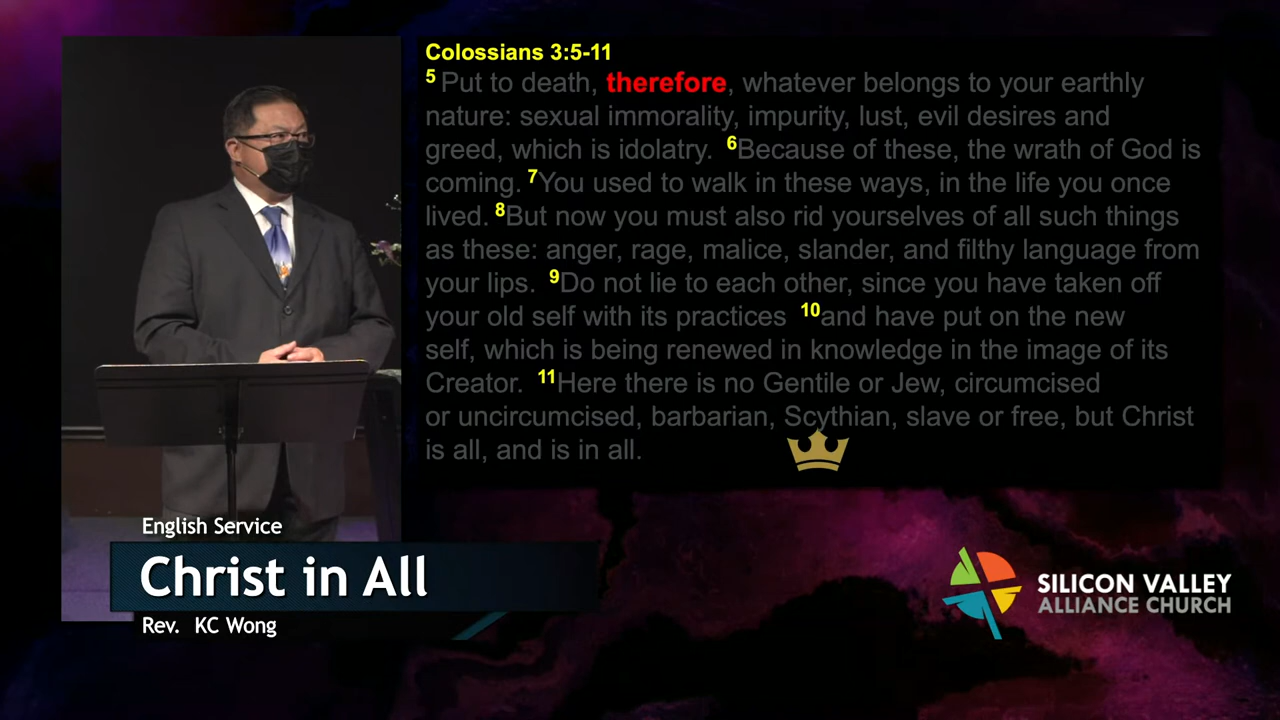 Colossians 3:5-11
5 Put to death, therefore, whatever belongs to your earthly
nature: sexual immorality, impurity, lust, evil desires and
greed, which is idolatry. 6Because of these, the wrath of God is
coming. 7You used to walk in these ways, in the life you once
lived. 8But now you must also rid yourselves of all such things
as these: anger, rage, malice, slander, and filthy language from
your lips. 9Do not lie to each other, since you have taken off
your old self with its practices 10and have put on the new
self, which is being renewed in knowledge in the image of its
Creator. 11Here there is no Gentile or Jew, circumcised
or uncircumcised, barbarian, Scythian, slave or free, but Christ
is all, and is in all.
English Service
Christ in All
Rev. KC Wong
SILICON VALLEY
ALLIANCE CHURCH